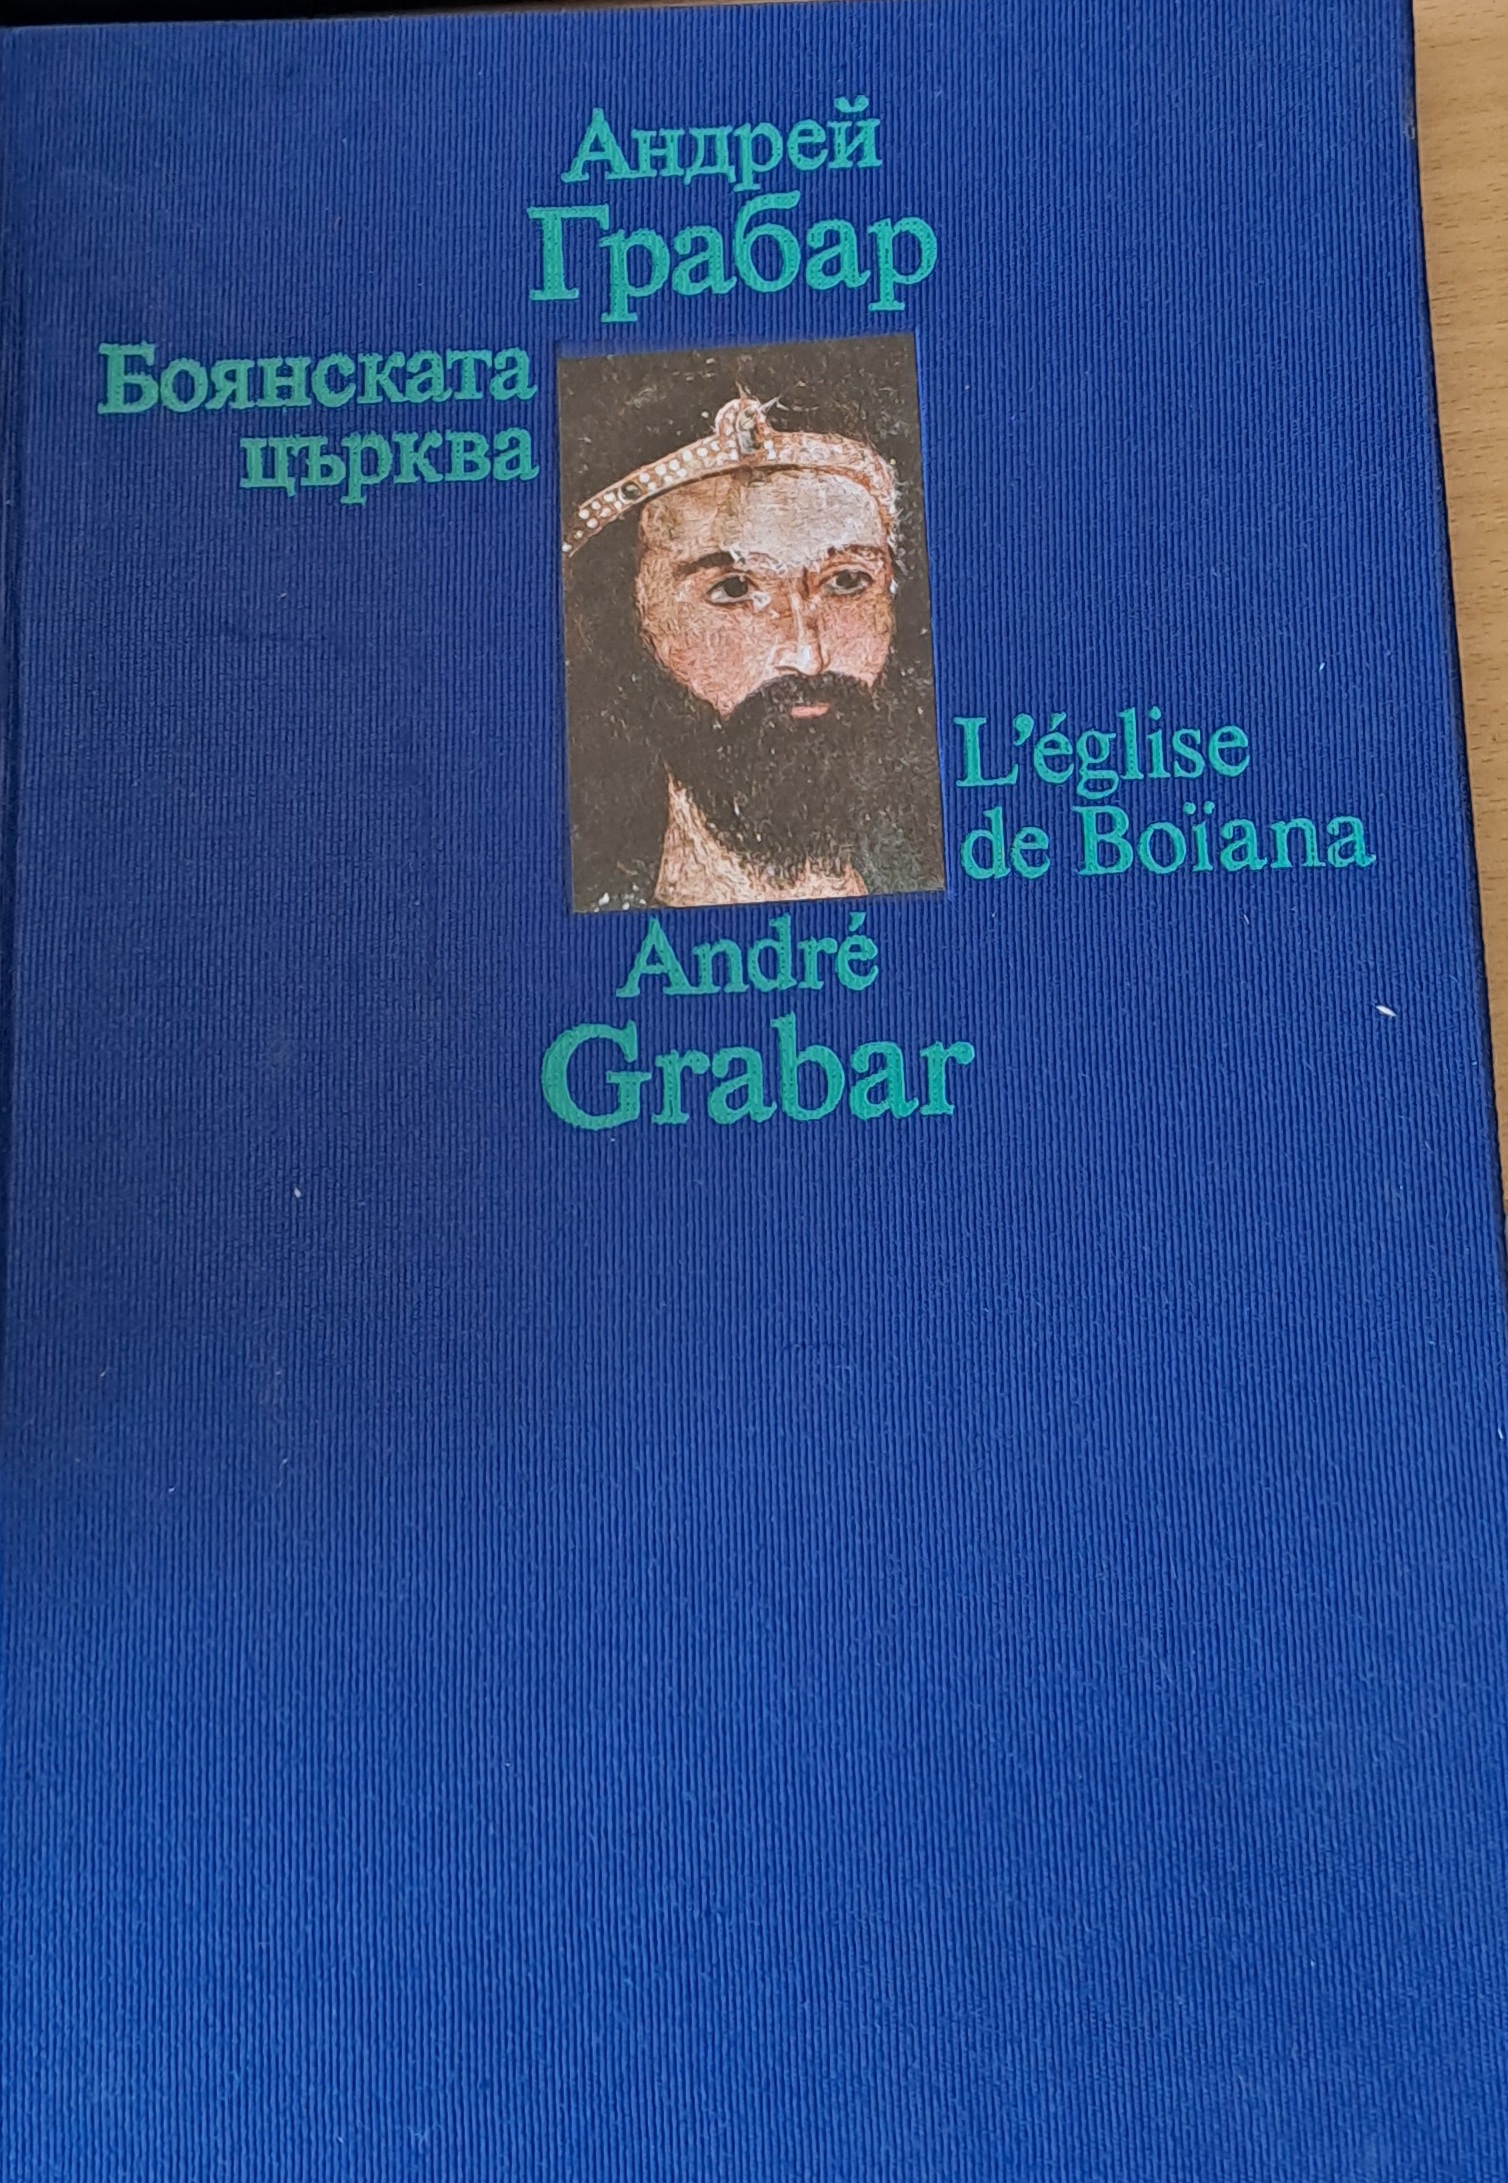 Андрей
Грабар
Боянската
църква
L'église
de Boïana
André
Grabar